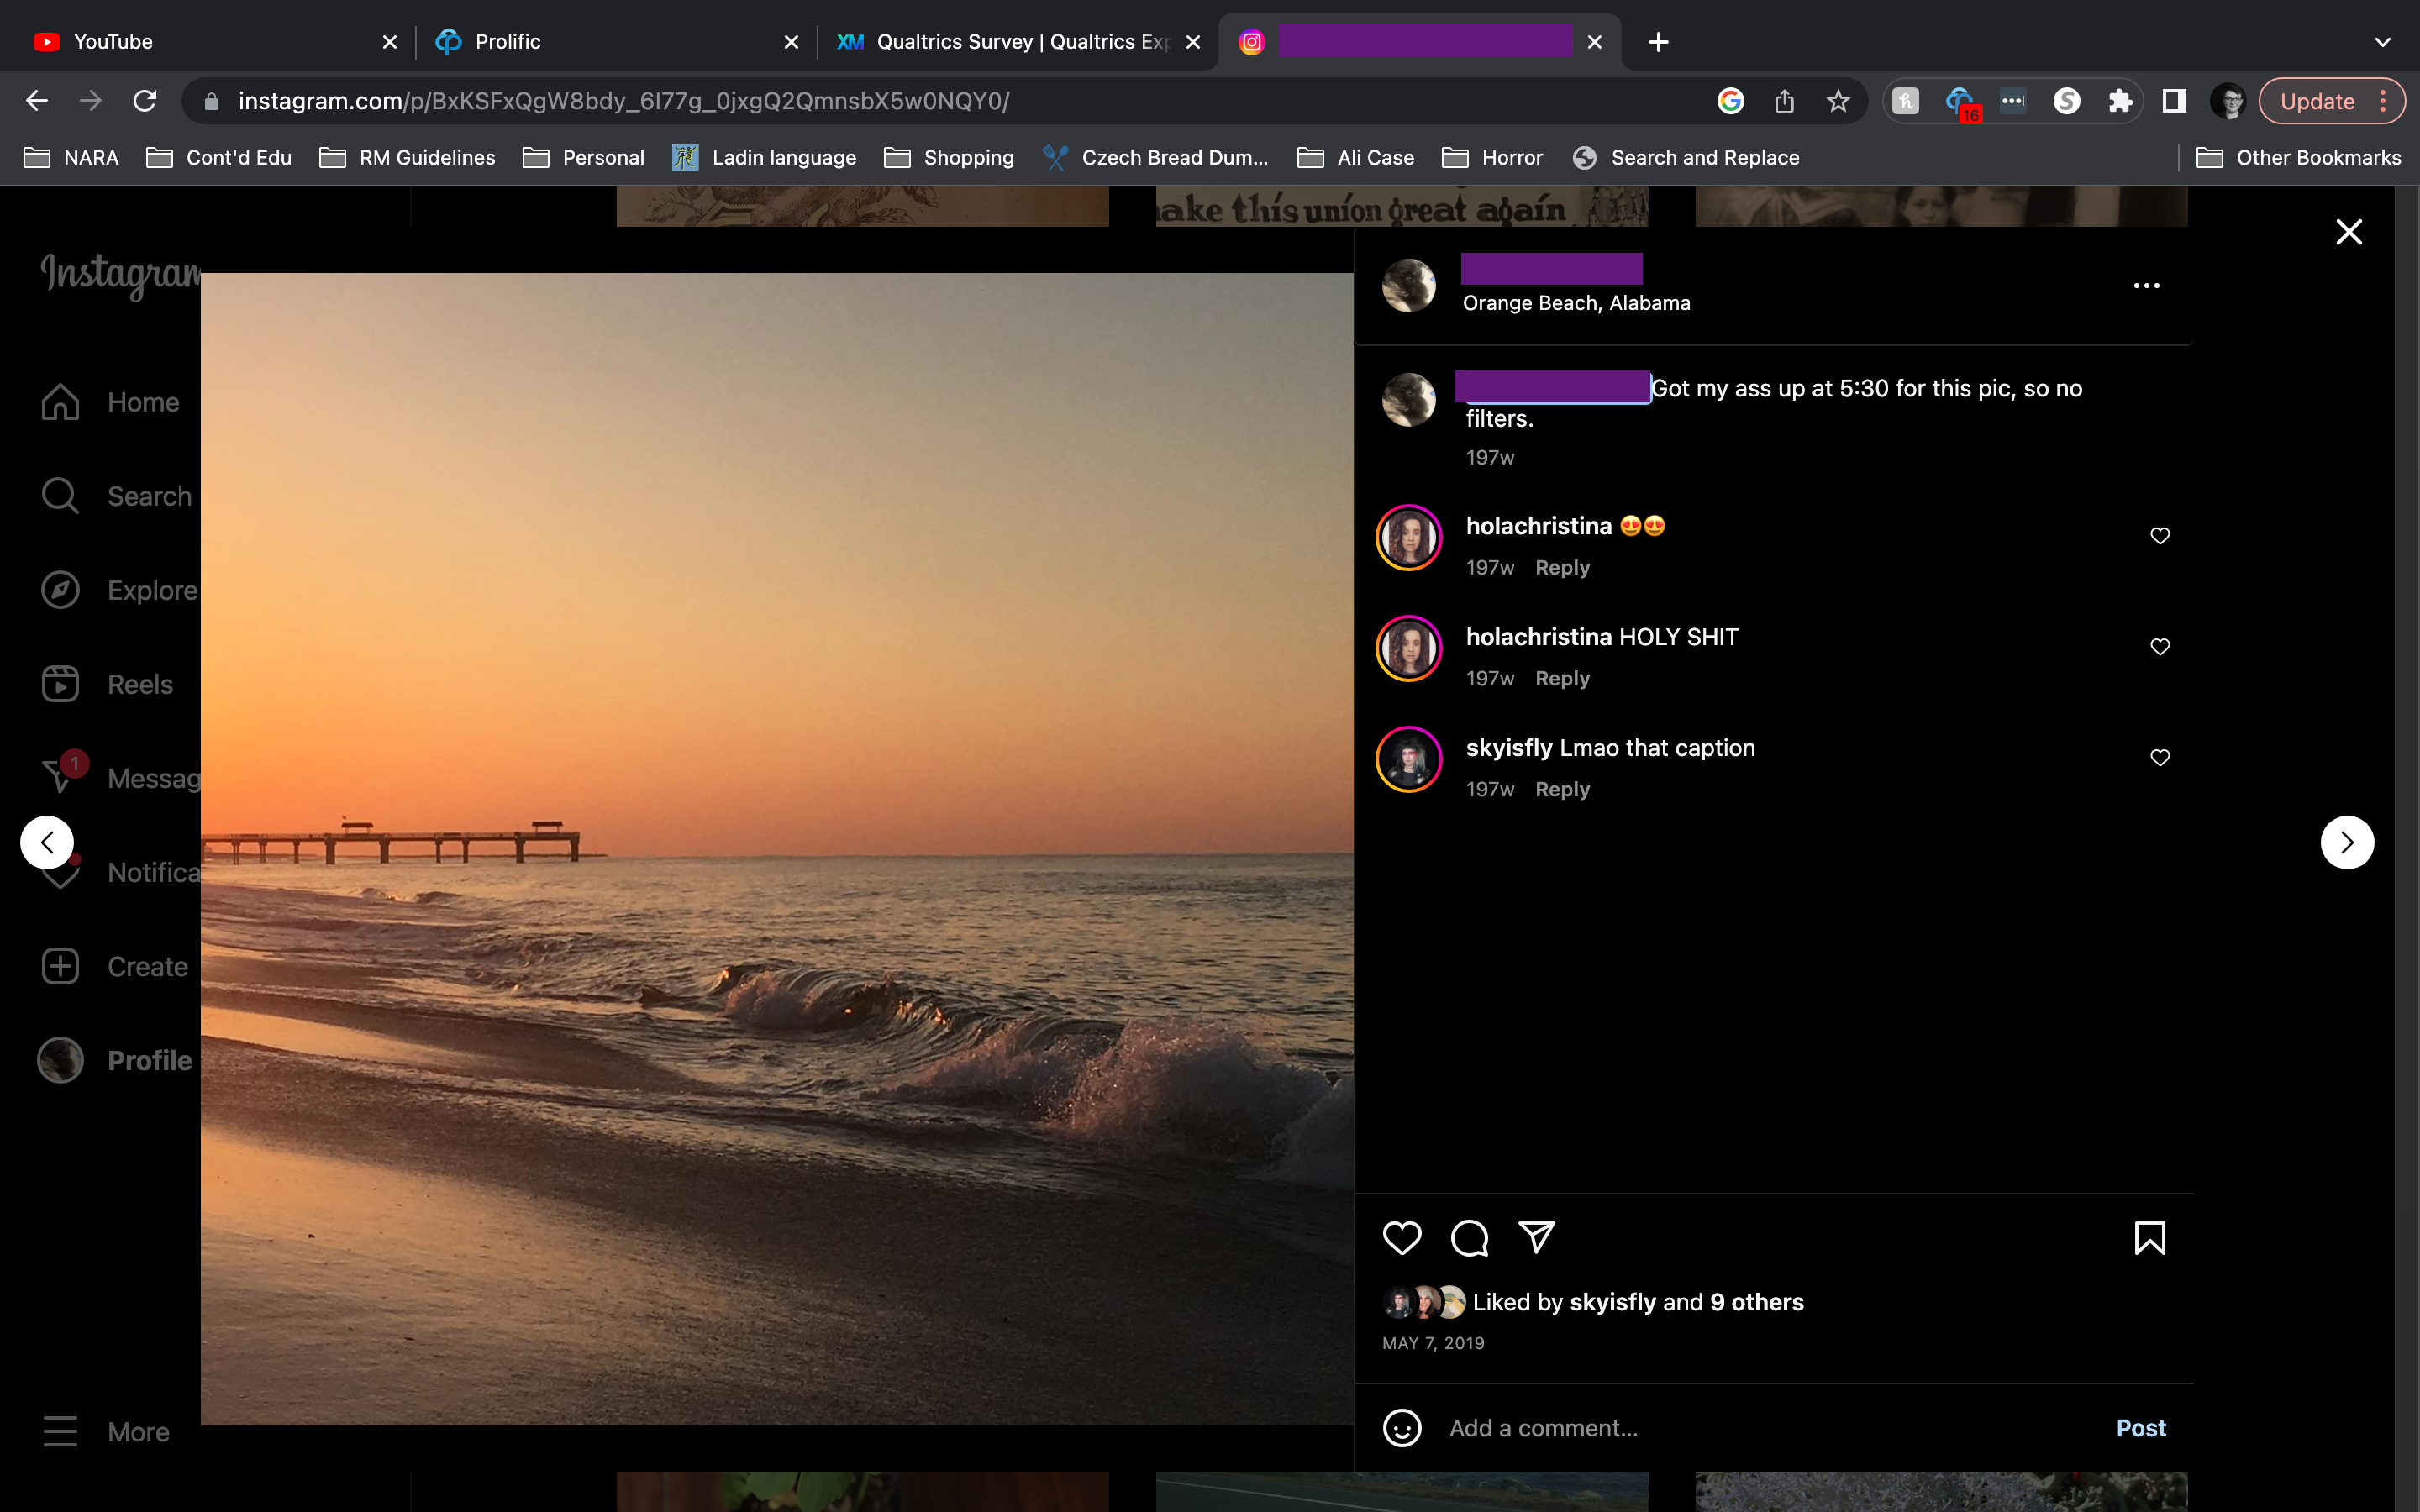 YouTube
Prolific
XM Qualtrics Survey | Qualtrics Exp
instagram.com/p/BxKSFxQgW8bdy_6I77g_0jxgQ2QmnsbX5w0NQY0/
16
Update
NARA
Cont'd Edu
RM Guidelines
Personal
Ladin language
Shopping
Czech Bread Dum...
Ali Case
Horror
Search and Replace
Other Bookmarks
ake this union great again
Instagram
Home
Search
Explore
Reels
1
Messag
Notifica
Create
Profile
More
Orange Beach, Alabama
Got my ass up at 5:30 for this pic, so no
filters.
197w
holachristina 😍😍
197w Reply
holachristina HOLY SHIT
197w Reply
skyisfly Lmao that caption
197w Reply
Liked by skyisfly and 9 others
MAY 7, 2019
Add a comment...
Post